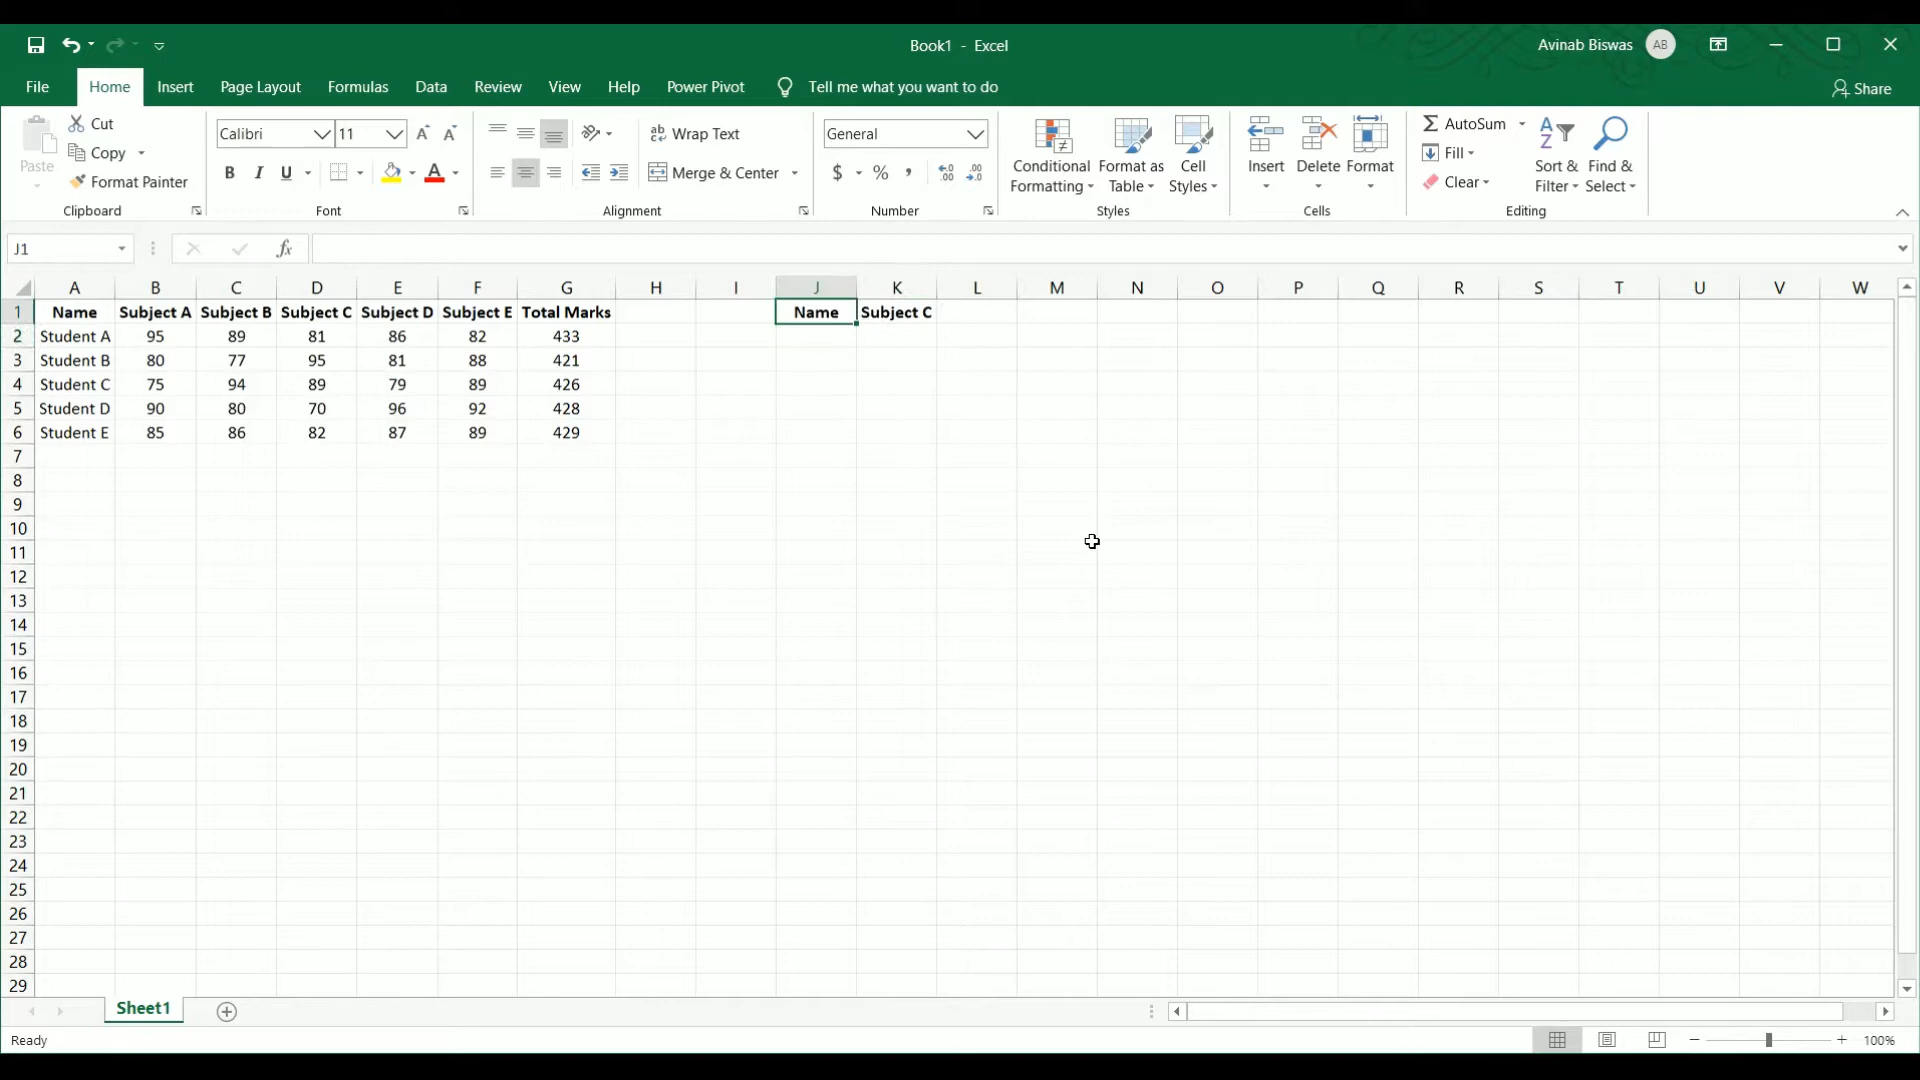 Book1 - Excel
Avinab Biswas AB
File Home Insert Page Layout Formulas Data Review View Help Power Pivot Tell me what you want to do Share
Paste
Cut
Copy
Format Painter
Clipboard
Calibri 11 A A
B I U A
Font
ab Wrap Text
Merge & Center
Alignment
General
$ % ,
Number
Conditional Formatting
Format as Table
Cell Styles
Styles
Insert
Delete
Format
Cells
AutoSum
Fill
Clear
Sort & Filter
Find & Select
Editing
J1 fx
A B C D E F G H I J K L M N O P Q R S T U V W
1 Name Subject A Subject B Subject C Subject D Subject E Total Marks Name Subject C
2 Student A 95 89 81 86 82 433
3 Student B 80 77 95 81 88 421
4 Student C 75 94 89 79 89 426
5 Student D 90 80 70 96 92 428
6 Student E 85 86 82 87 89 429
7
8
9
10
11
12
13
14
15
16
17
18
19
20
21
22
23
24
25
26
27
28
29
Sheet1
Ready 100%